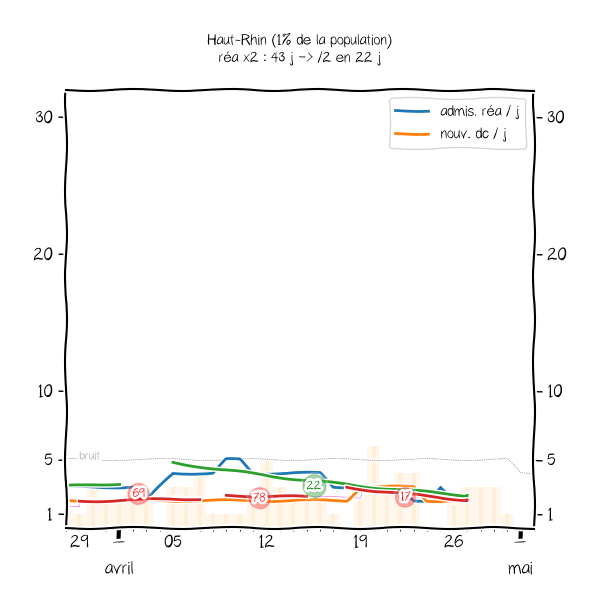 Haut-Rhin (1% de la population)
réa x2 : 43 j -> /2 en 22 j
admis. réa / j
nouv. dc / j
30
30
20
20
10
10
5
5
1
1
bruit
69
78
22
17
29
05
12
19
26
avril
mai